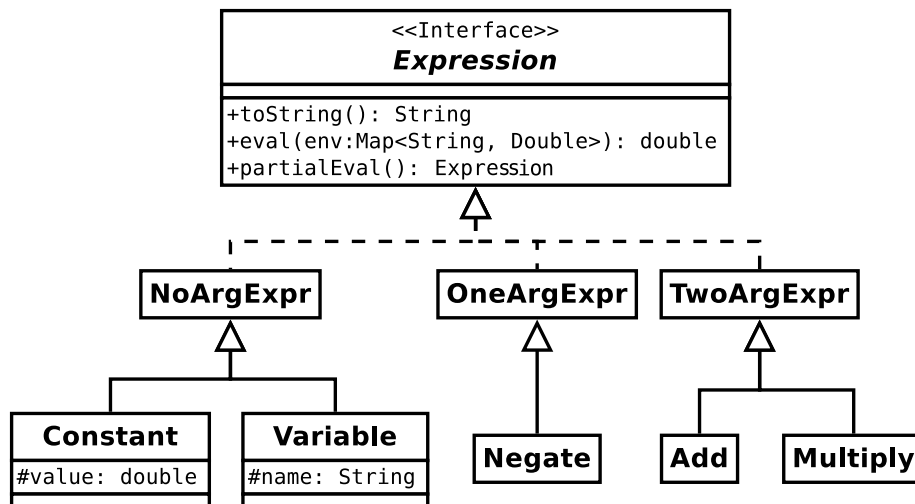 <<Interface>>
Expression
+toString(): String
+eval(env:Map<String, Double>): double
+partialEval(): Expression
NoArgExpr OneArgExpr TwoArgExpr
Constant Variable
#value: double #name: String
Negate Add Multiply